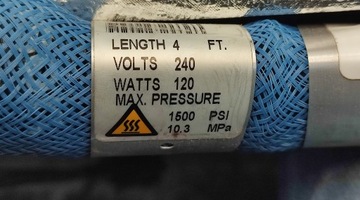 LENGTH 4 FT.
VOLTS 240
WATTS 120
MAX. PRESSURE
1500 PSI
10.3 MPa